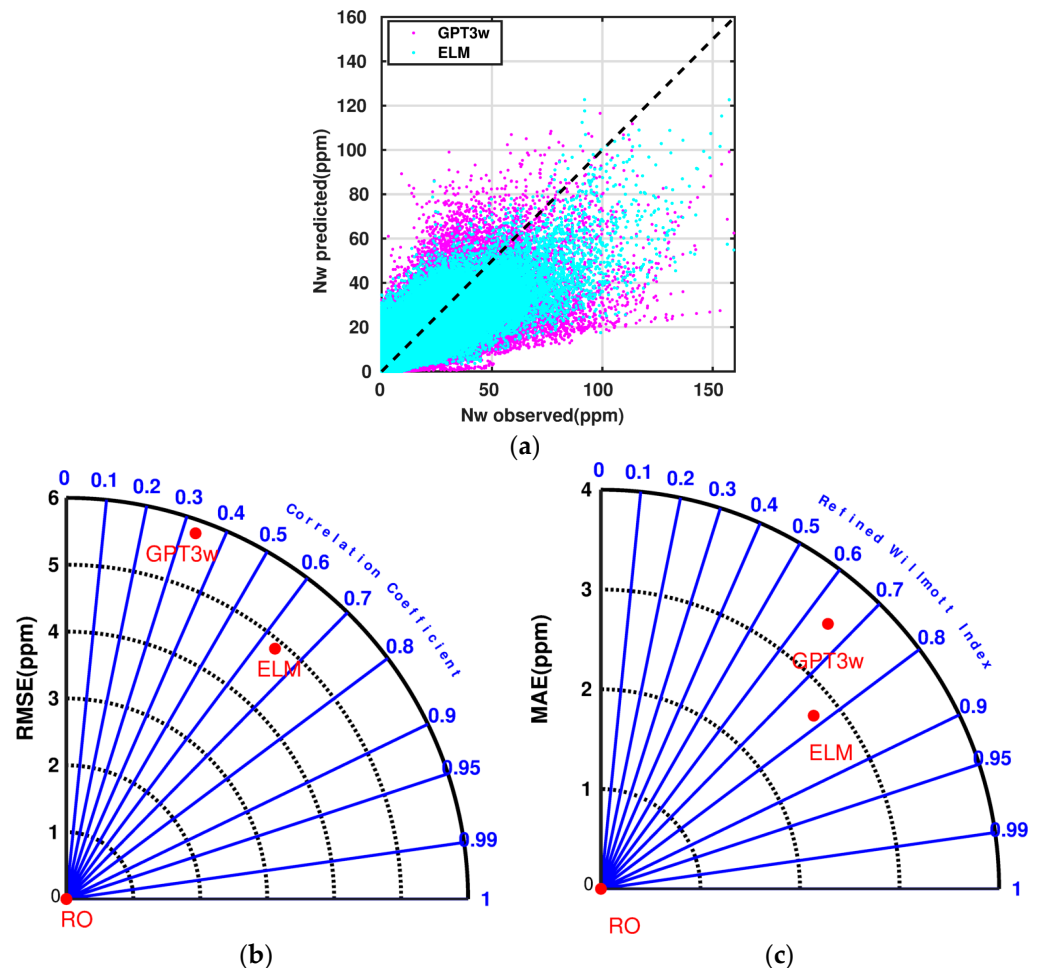 160
140
120
100
80
60
40
20
0
0 50 100 150
GPT3w
ELM
Nw predicted(ppm)
Nw observed(ppm)
(a)
6
5
4
3
2
1
0
RMSE(ppm)
0 0.1 0.2 0.3 0.4 0.5 0.6 0.7 0.8 0.9 0.95 0.99 1
Correlation Coefficient
GPT3w
ELM
RO
(b)
4
3
2
1
0
MAE(ppm)
0 0.1 0.2 0.3 0.4 0.5 0.6 0.7 0.8 0.9 0.95 0.99 1
Refined Willmott Index
GPT3w
ELM
RO
(c)